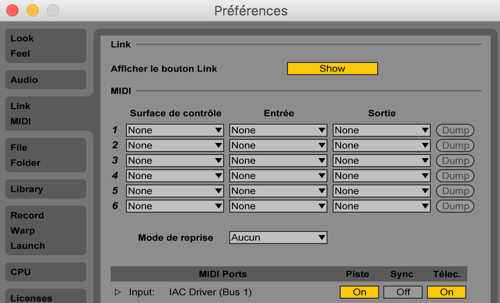 Préférences
Look
Feel
Audio
Link
MIDI
File
Folder
Library
Record
Warp
Launch
CPU
Licenses
Link
Afficher le bouton Link Show
MIDI
Surface de contrôle Entrée Sortie
1 None None None Dump
2 None None None Dump
3 None None None Dump
4 None None None Dump
5 None None None Dump
6 None None None Dump
Mode de reprise Aucun
MIDI Ports Piste Sync Télec.
Input: IAC Driver (Bus 1) On Off On